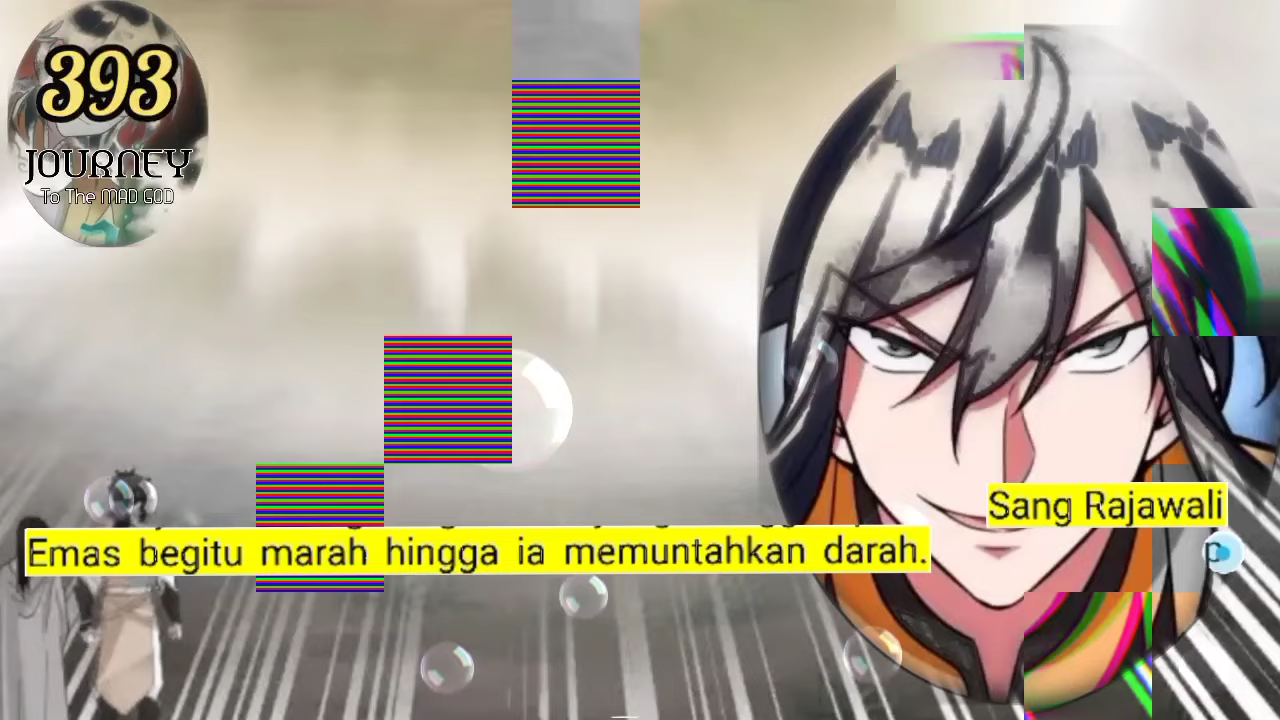 393
JOURNEY
To The MAD GOD
Sang Rajawali
Emas begitu marah hingga ia memuntahkan darah.